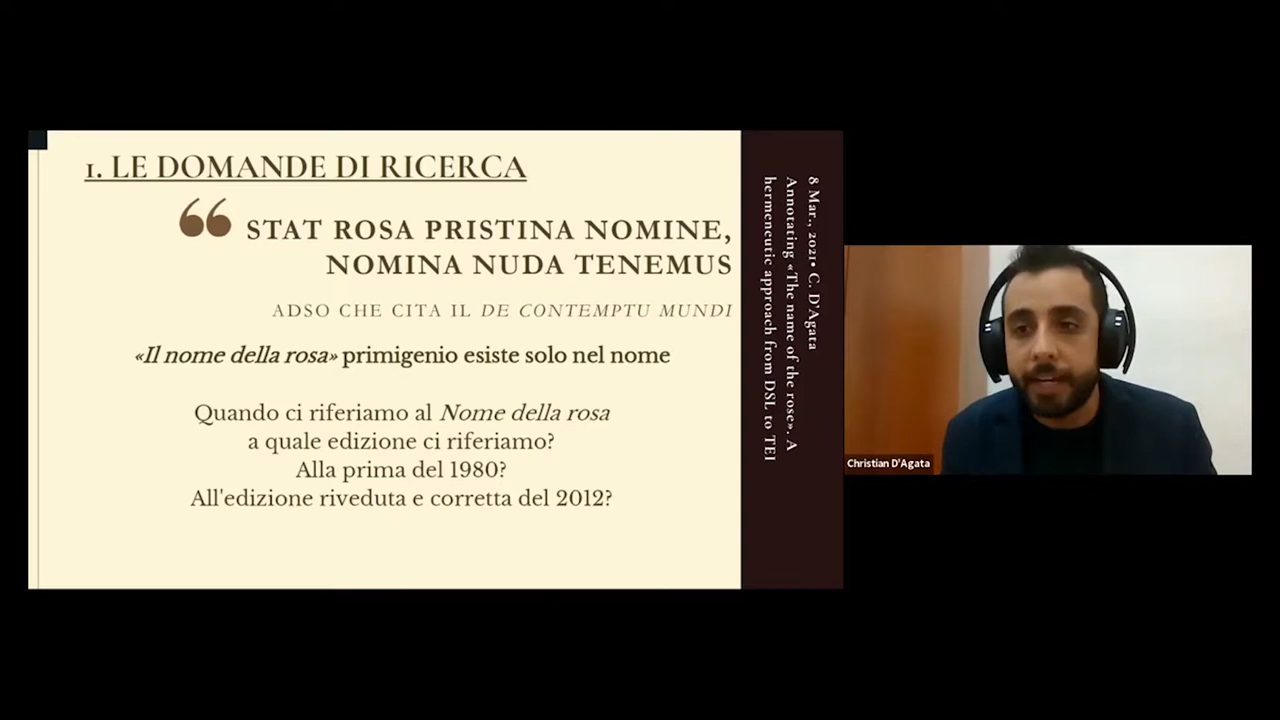 1. LE DOMANDE DI RICERCA
“ STAT ROSA PRISTINA NOMINE,
NOMINA NUDA TENEMUS
ADSO CHE CITA IL DE CONTEMPTU MUNDI
«Il nome della rosa» primigenio esiste solo nel nome
Quando ci riferiamo al Nome della rosa
a quale edizione ci riferiamo?
Alla prima del 1980?
All'edizione riveduta e corretta del 2012?
8 Mar., 2021• C. D'Agata
Annotating «The name of the rose». A
hermeneutic approach from DSL to TEI
Christian D'Agata